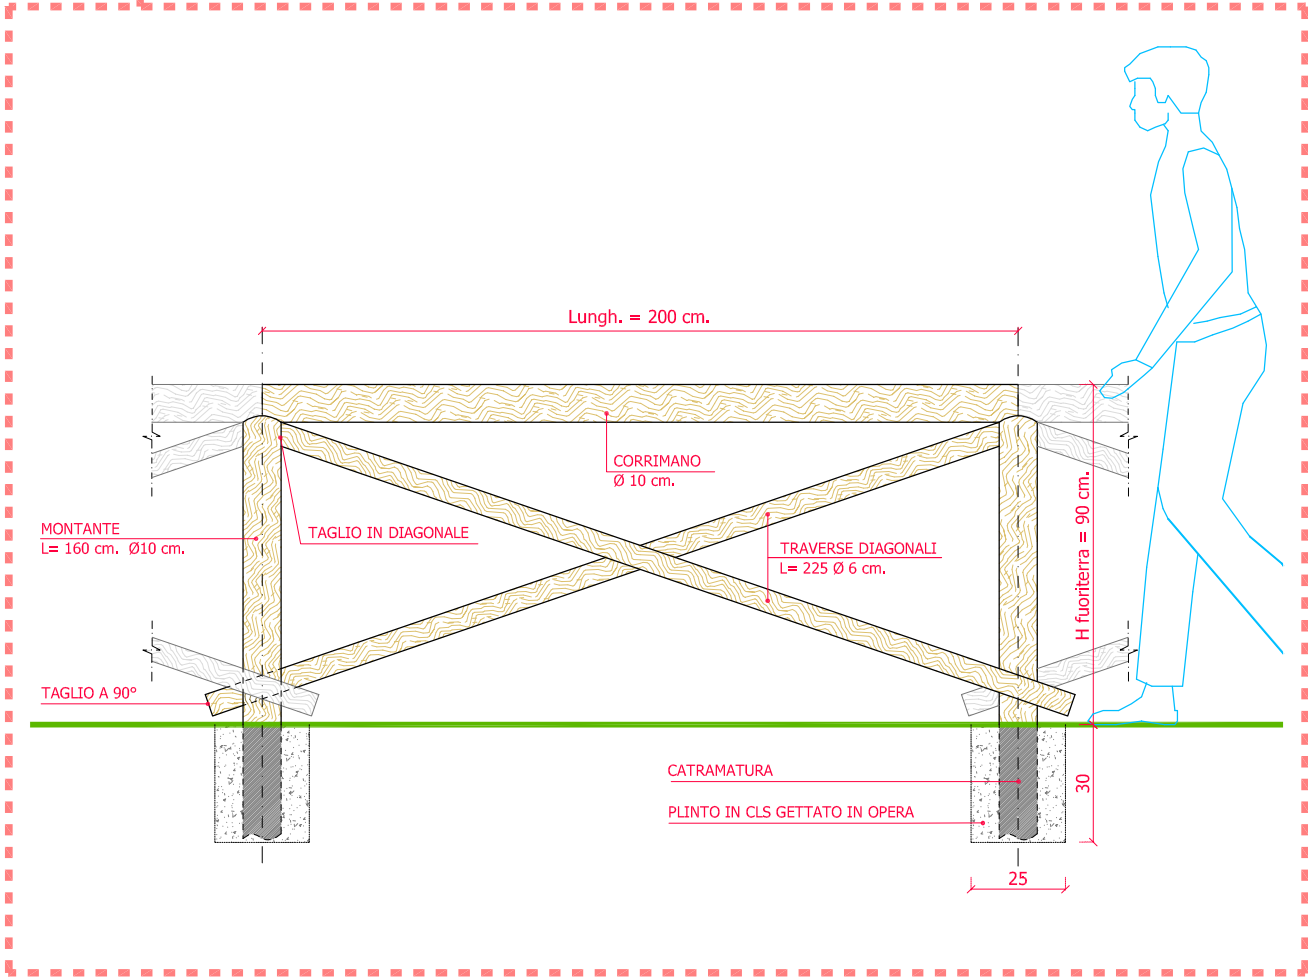 Lungh. = 200 cm.
CORRIMANO
Ø 10 cm.
MONTANTE
L= 160 cm. Ø10 cm.
TAGLIO IN DIAGONALE
TRAVERSE DIAGONALI
L= 225 Ø 6 cm.
H fuoriterra = 90 cm.
TAGLIO A 90°
CATRAMATURA
30
PLINTO IN CLS GETTATO IN OPERA
25